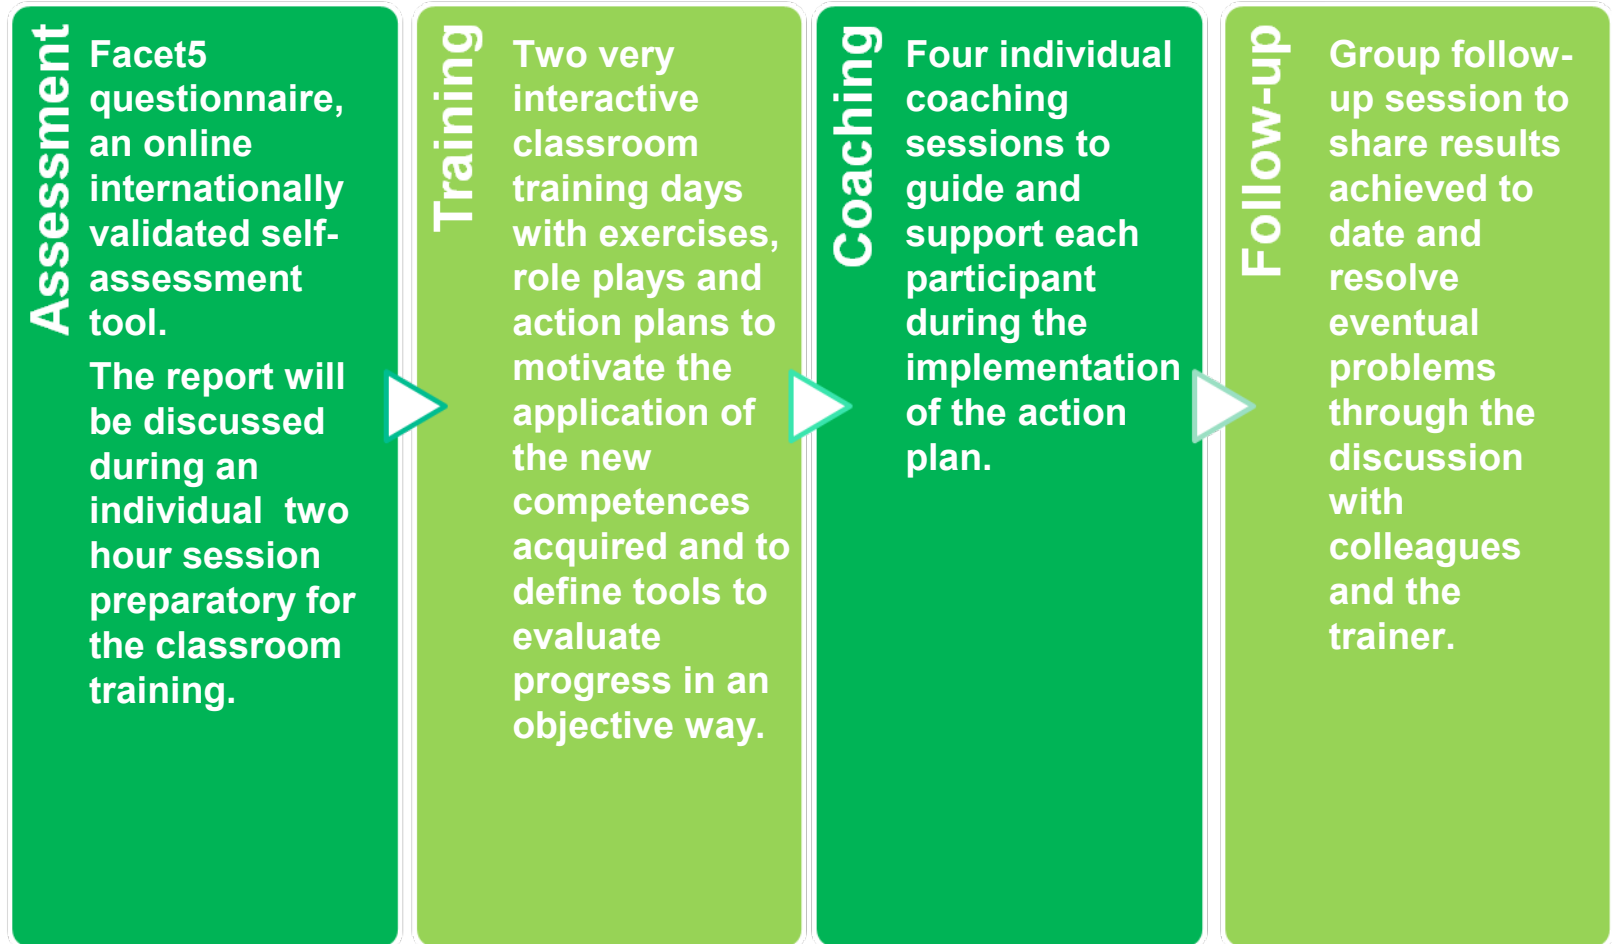 Assessment
Facet5
questionnaire,
an online
internationally
validated self-
assessment
tool.
The report will
be discussed
during an
individual  two
hour session
preparatory for
the classroom
training.
Training
Two very
interactive
classroom
training days
with exercises,
role plays and
action plans to
motivate the
application of
the new
competences
acquired and to
define tools to
evaluate
progress in an
objective way.
Coaching
Four individual
coaching
sessions to
guide and
support each
participant
during the
implementation
of the action
plan.
Follow-up
Group follow-
up session to
share results
achieved to
date and
resolve
eventual
problems
through the
discussion
with
colleagues
and the
trainer.